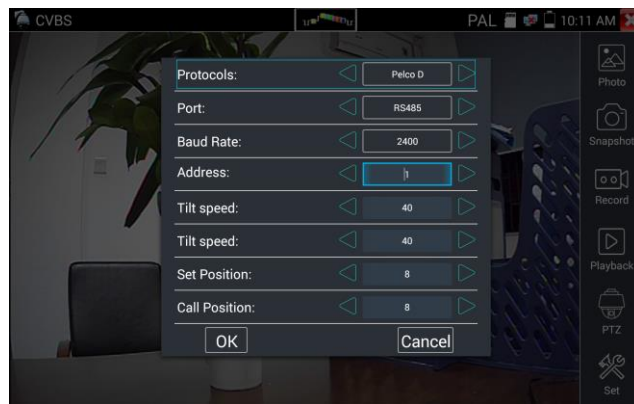 CVBS PAL 10:11 AM
Protocols: Pelco D
Port: RS485
Baud Rate: 2400
Address: 1
Tilt speed: 40
Tilt speed: 40
Set Position: 8
Call Position: 8
OK Cancel
Photo
Snapshot
Record
Playback
PTZ
Set